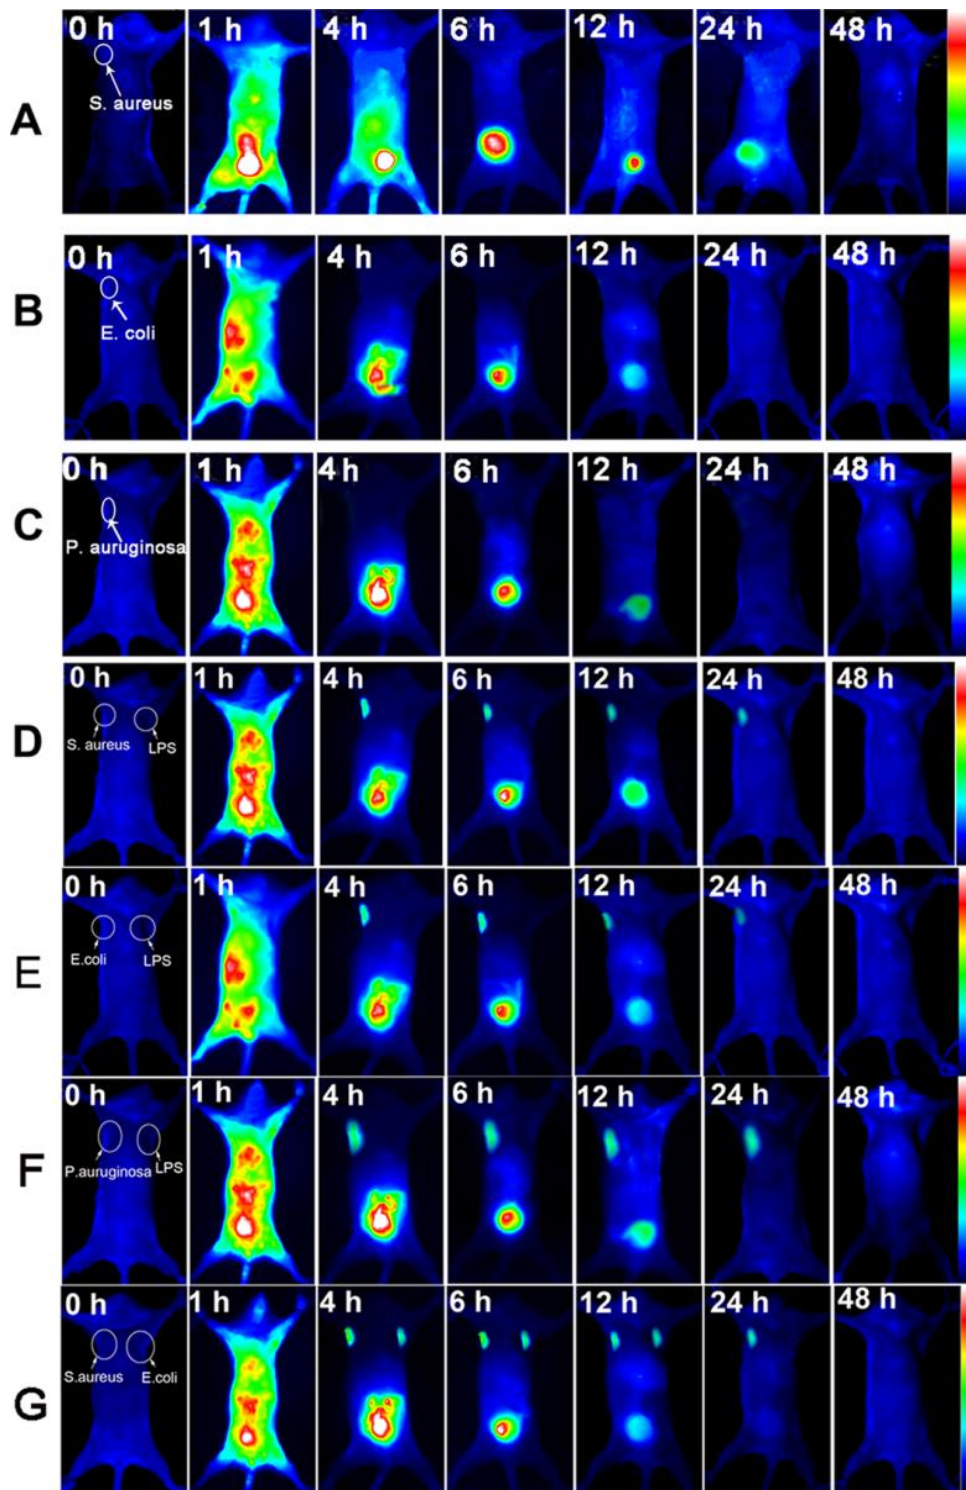 0 h 1 h 4 h 6 h 12 h 24 h 48 h
S. aureus
A
0 h 1 h 4 h 6 h 12 h 24 h 48 h
E. coli
B
0 h 1 h 4 h 6 h 12 h 24 h 48 h
P. auruginosa
C
0 h 1 h 4 h 6 h 12 h 24 h 48 h
S. aureus LPS
D
0 h 1 h 4 h 6 h 12 h 24 h 48 h
E.coli LPS
E
0 h 1 h 4 h 6 h 12 h 24 h 48 h
P.auruginosa LPS
F
0 h 1 h 4 h 6 h 12 h 24 h 48 h
S.aureus E.coli
G